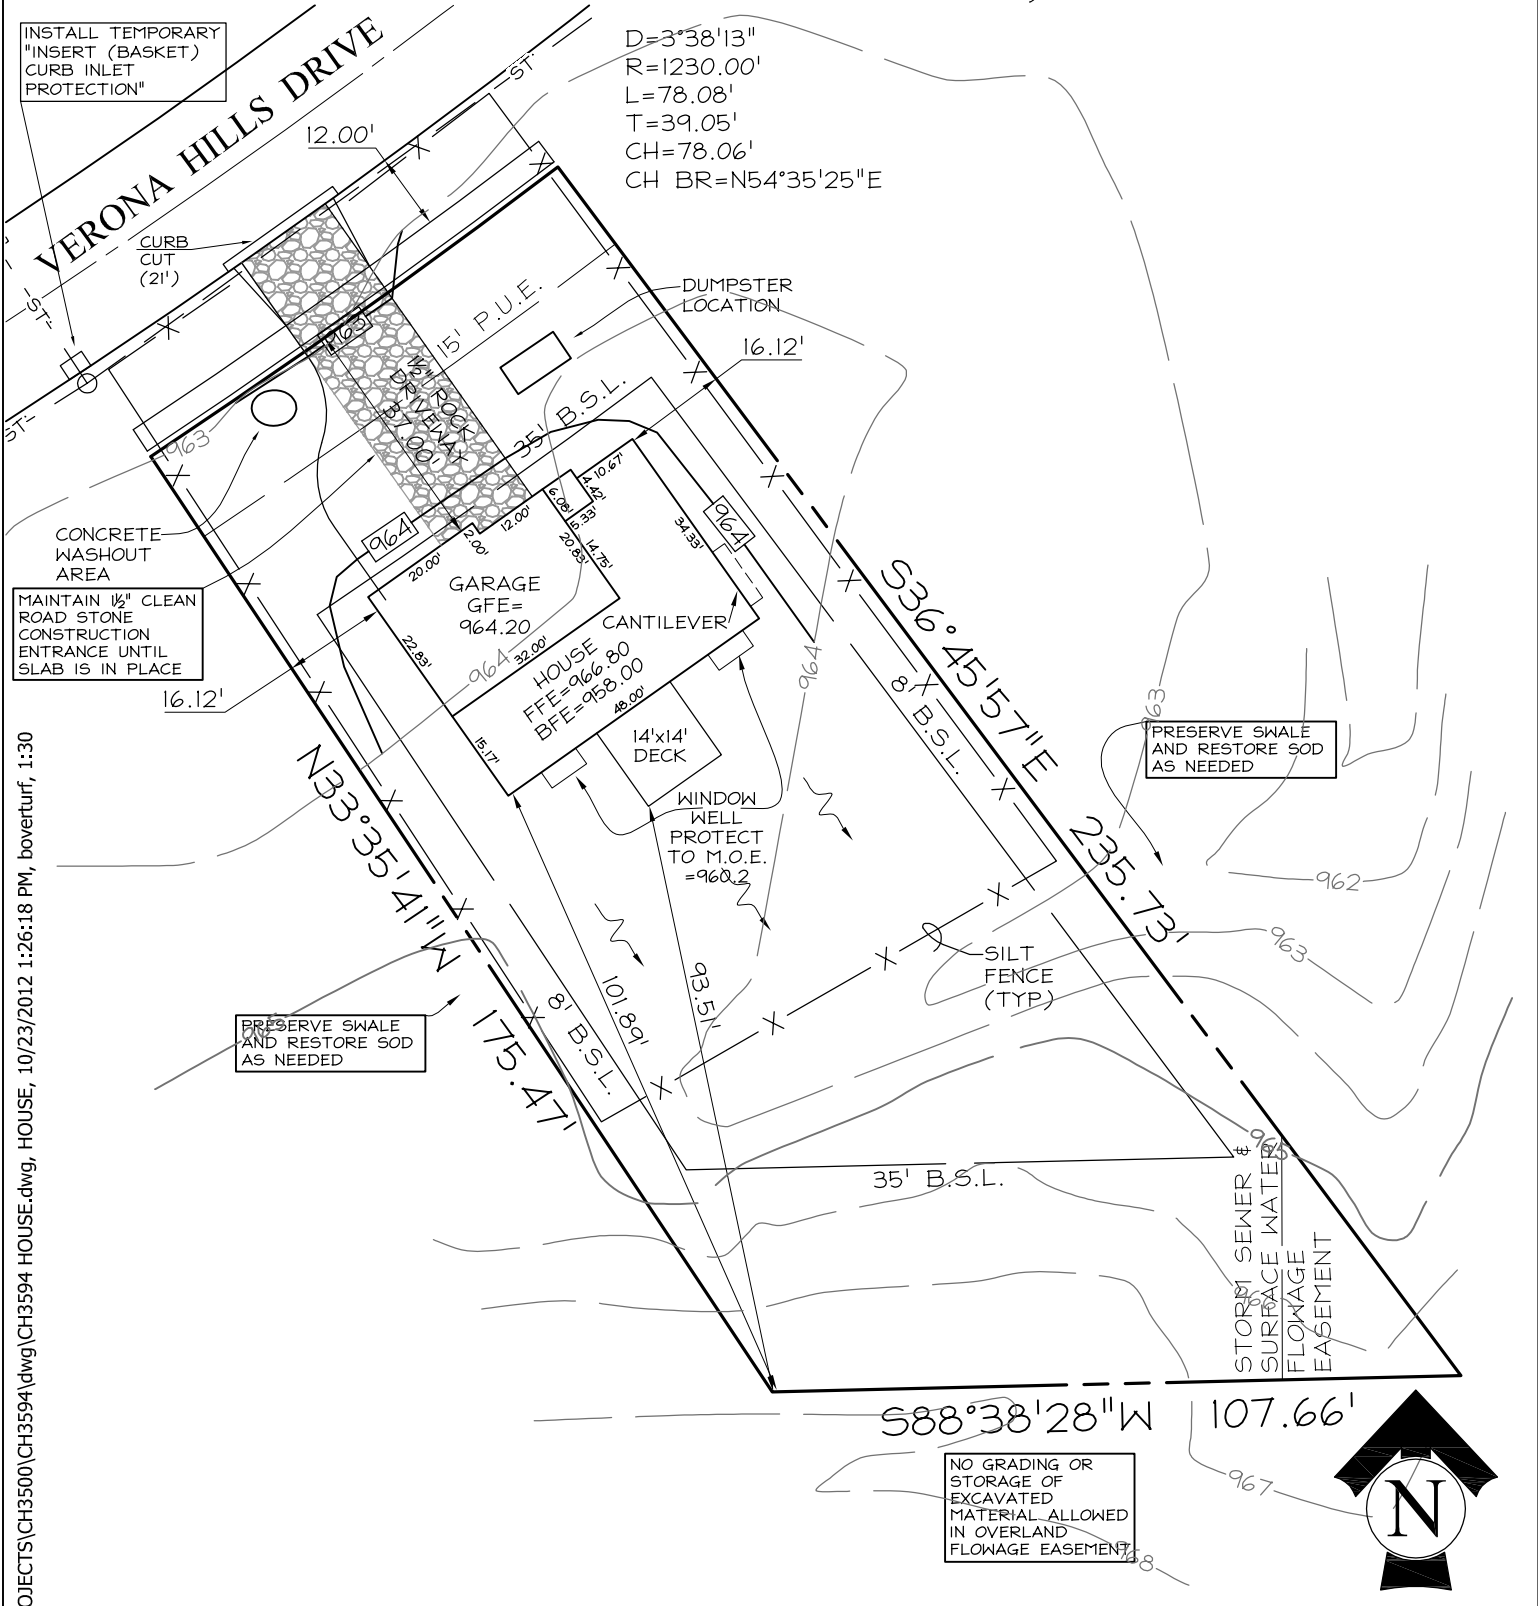 INSTALL TEMPORARY
"INSERT (BASKET)
CURB INLET
PROTECTION"
VERONA HILLS DRIVE
ST
12.00'
D=3°38'13"
R=1230.00'
L=78.08'
T=39.05'
CH=78.06'
CH BR=N54°35'25"E
CURB
CUT
(21')
ST
ST
DUMPSTER
LOCATION
16.12'
15' P.U.E.
963
963
1½" ROCK
DRIVEWAY
37.00'
35' B.S.L.
CONCRETE
WASHOUT
AREA
MAINTAIN 1½" CLEAN
ROAD STONE
CONSTRUCTION
ENTRANCE UNTIL
SLAB IS IN PLACE
16.12'
964
964
20.00'
2.00'
12.00'
6.08'
4.42'
10.67'
5.33'
14.75'
20.83'
34.33'
GARAGE
GFE=
964.20
CANTILEVER
22.83'
32.00'
964
HOUSE
FFE=966.80
BFE=958.00
48.00'
15.17'
14'x14'
DECK
964
8' B.S.L.
S36°45'57"E
235.73'
963
PRESERVE SWALE
AND RESTORE SOD
AS NEEDED
WINDOW
WELL
PROTECT
TO M.O.E.
=960.2
962
963
N33°35'41"W
175.47'
SILT
FENCE
(TYP.)
101.89'
93.51'
8' B.S.L.
PRESERVE SWALE
AND RESTORE SOD
AS NEEDED
965
965
35' B.S.L.
STORM SEWER &
SURFACE WATER
FLOWAGE
EASEMENT
966
S88°38'28"W 107.66'
NO GRADING OR
STORAGE OF
EXCAVATED
MATERIAL ALLOWED
IN OVERLAND
FLOWAGE EASEMENT
967
968
N
OJECTS\CH3500\CH3594\dwg\CH3594 HOUSE.dwg, HOUSE, 10/23/2012 1:26:18 PM, boverturf, 1:30